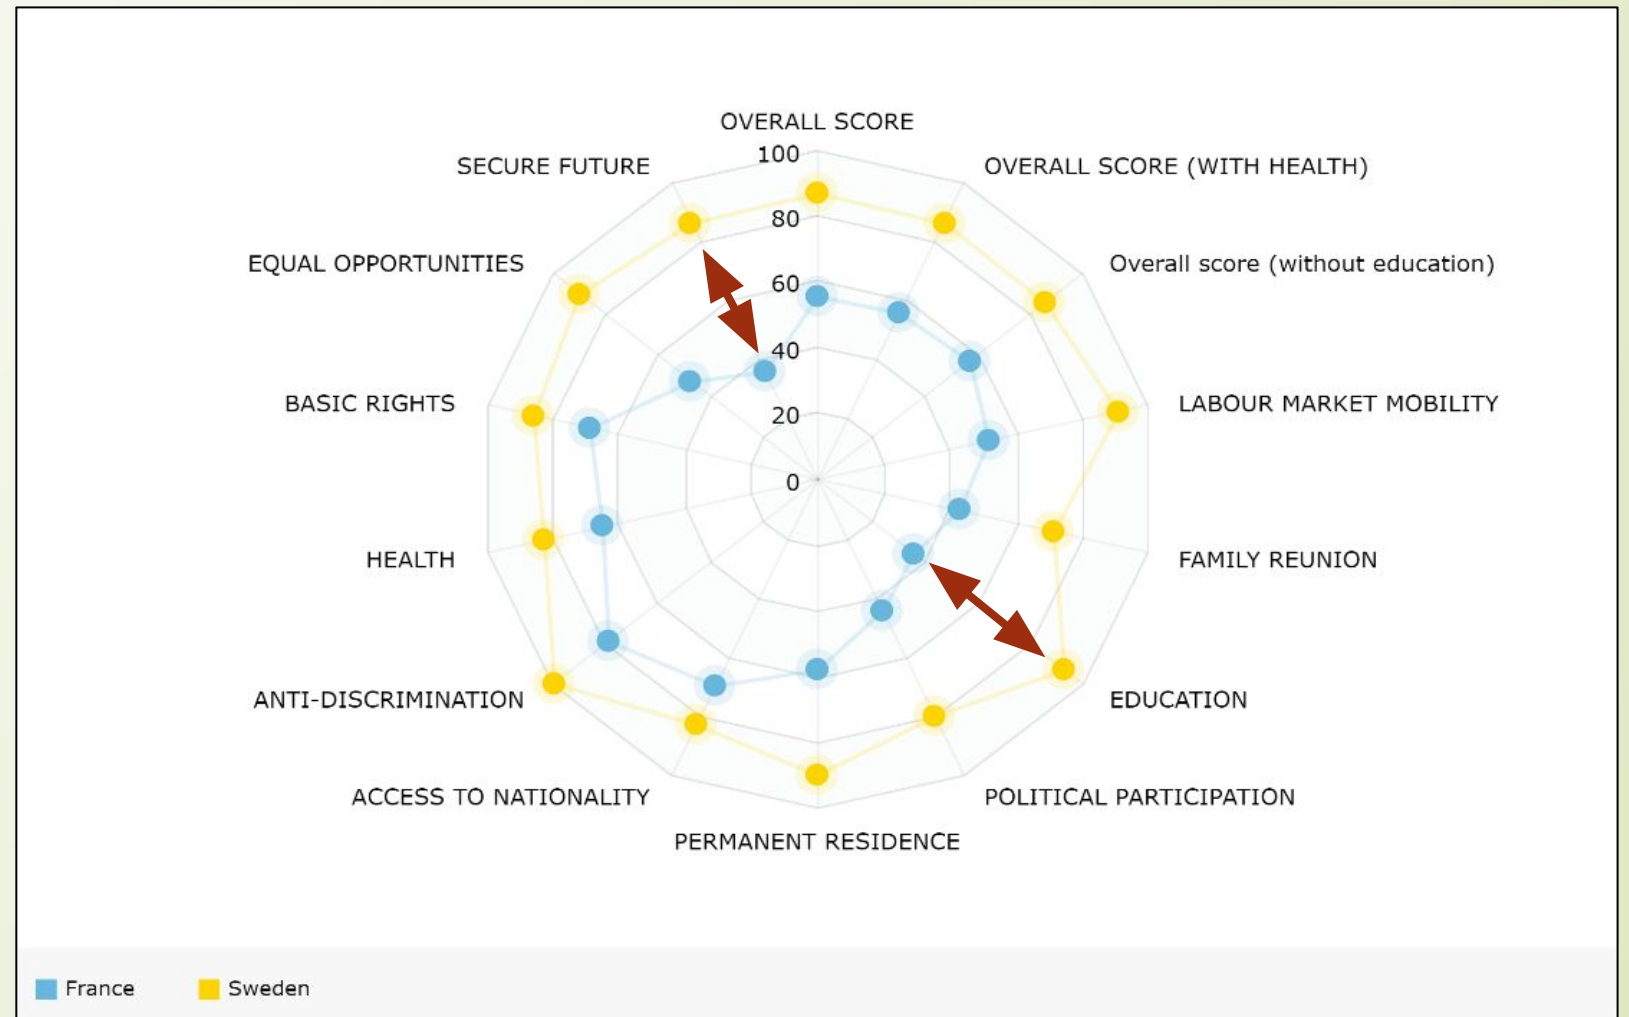 OVERALL SCORE
100
SECURE FUTURE
OVERALL SCORE (WITH HEALTH)
80
EQUAL OPPORTUNITIES
Overall score (without education)
60
40
BASIC RIGHTS
LABOUR MARKET MOBILITY
20
0
HEALTH
FAMILY REUNION
ANTI-DISCRIMINATION
EDUCATION
ACCESS TO NATIONALITY
POLITICAL PARTICIPATION
PERMANENT RESIDENCE
France
Sweden